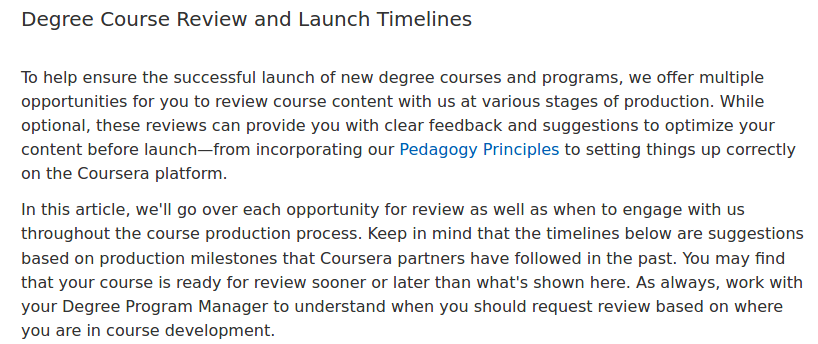 Degree Course Review and Launch Timelines
To help ensure the successful launch of new degree courses and programs, we offer multiple
opportunities for you to review course content with us at various stages of production. While
optional, these reviews can provide you with clear feedback and suggestions to optimize your
content before launch—from incorporating our Pedagogy Principles to setting things up correctly
on the Coursera platform.
In this article, we'll go over each opportunity for review as well as when to engage with us
throughout the course production process. Keep in mind that the timelines below are suggestions
based on production milestones that Coursera partners have followed in the past. You may find
that your course is ready for review sooner or later than what's shown here. As always, work with
your Degree Program Manager to understand when you should request review based on where
you are in course development.